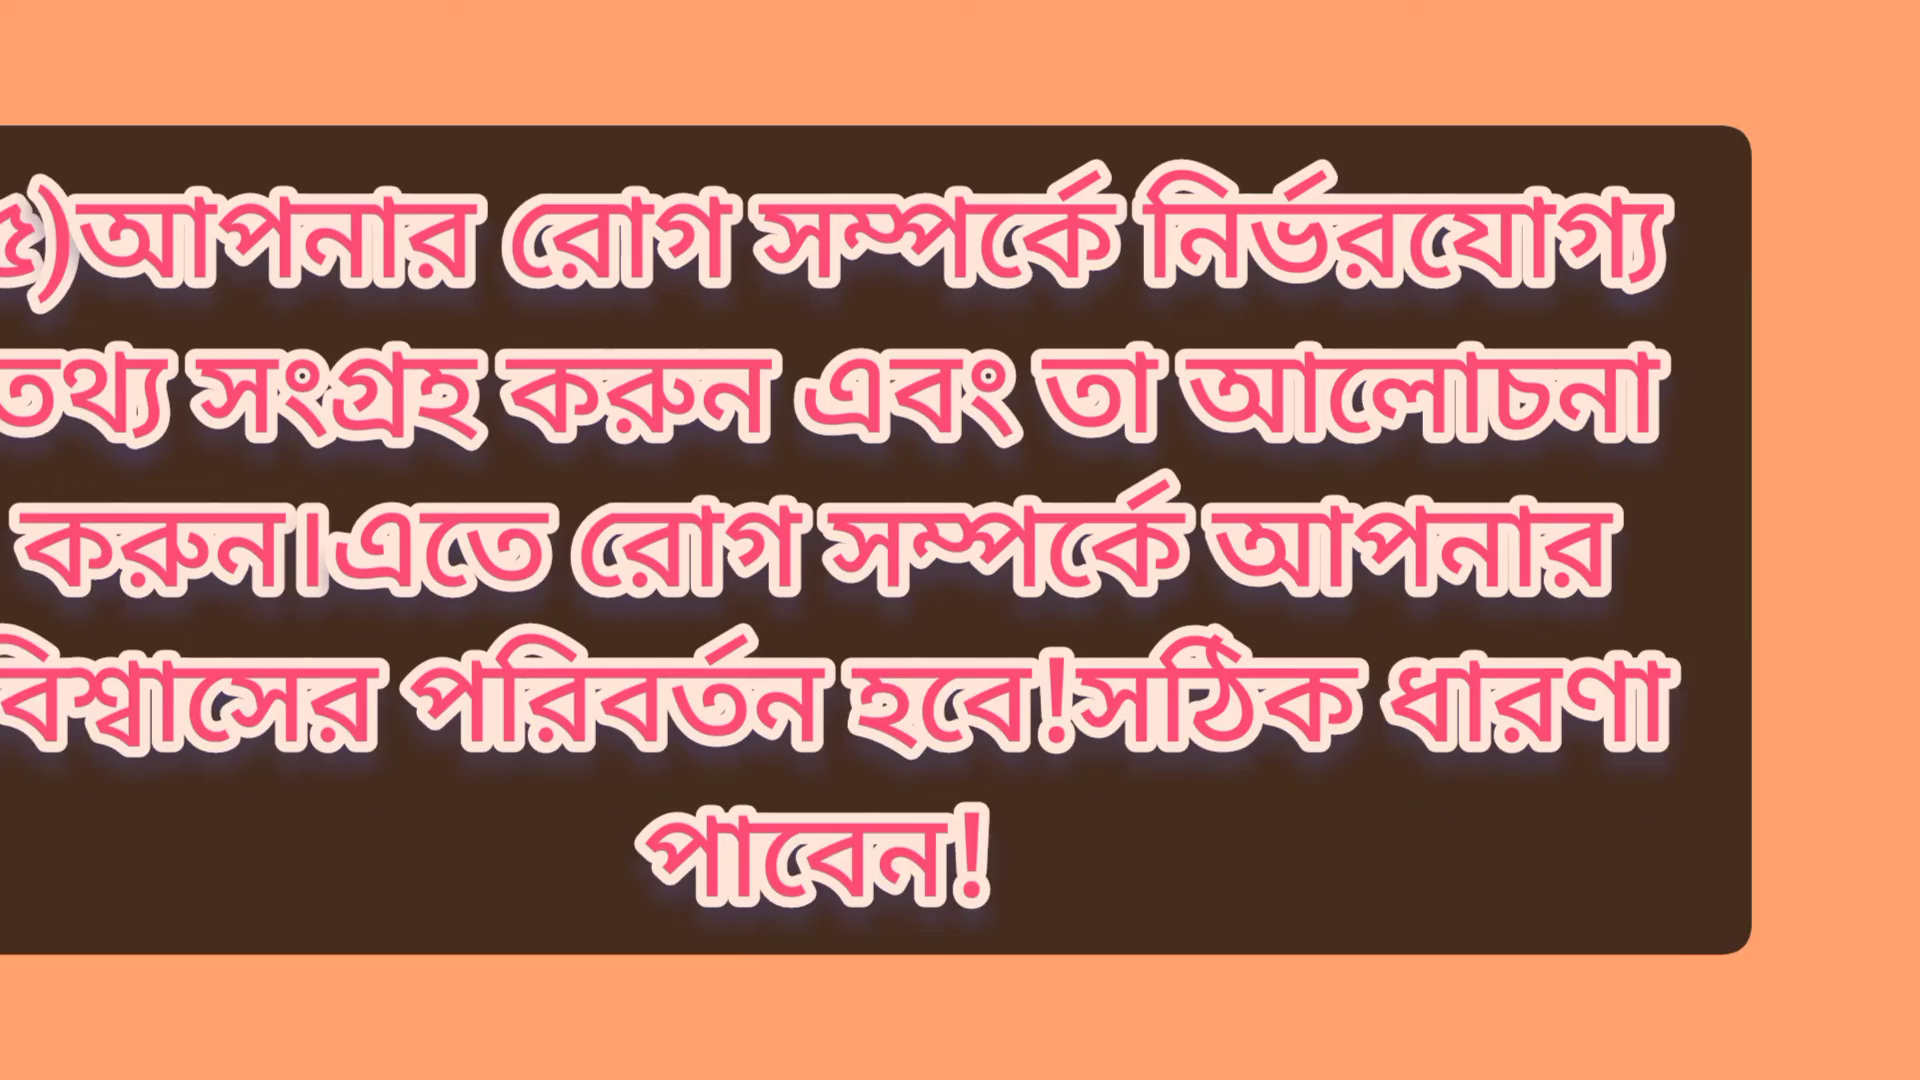 ৫)আপনার রোগ সম্পর্কে নির্ভরযোগ্য
তথ্য সংগ্রহ করুন এবং তা আলোচনা
করুন।এতে রোগ সম্পর্কে আপনার
বিশ্বাসের পরিবর্তন হবে!সঠিক ধারণা
পাবেন!